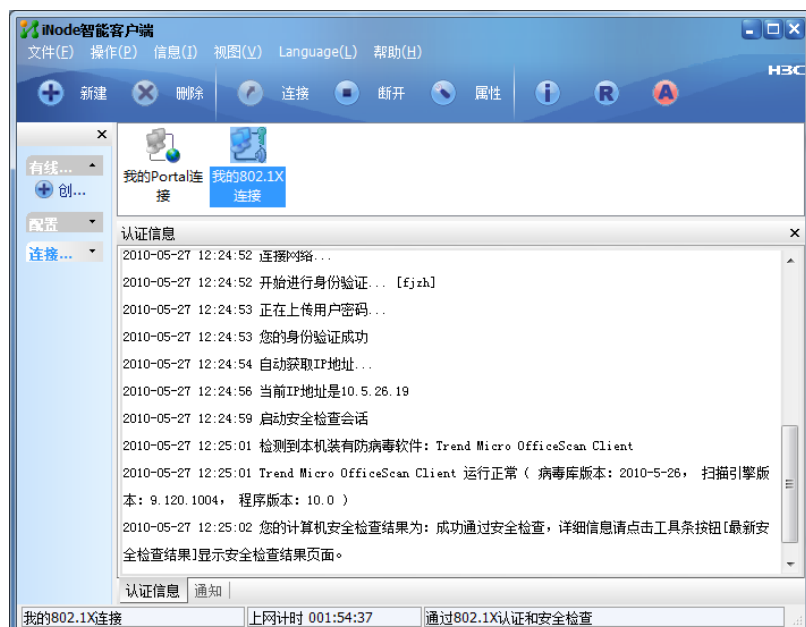 iNode智能客户端
文件(F) 操作(P) 信息(I) 视图(V) Language(L) 帮助(H)
H3C
新建 删除 连接 断开 属性 i R A
有线...
创...
配置
连接...
我的Portal连
接
我的802.1X
连接
认证信息
2010-05-27 12:24:52 连接网络...
2010-05-27 12:24:52 开始进行身份验证... [fjzh]
2010-05-27 12:24:53 正在上传用户密码...
2010-05-27 12:24:53 您的身份验证成功
2010-05-27 12:24:54 自动获取IP地址...
2010-05-27 12:24:56 当前IP地址是10.5.26.19
2010-05-27 12:24:59 启动安全检查会话
2010-05-27 12:25:01 检测到本机装有防病毒软件: Trend Micro OfficeScan Client
2010-05-27 12:25:01 Trend Micro OfficeScan Client 运行正常 ( 病毒库版本: 2010-5-26, 扫描引擎版
本: 9.120.1004, 程序版本: 10.0 )
2010-05-27 12:25:02 您的计算机安全检查结果为: 成功通过安全检查，详细信息请点击工具条按钮[最新安
全检查结果]显示安全检查结果页面。
认证信息 通知
我的802.1X连接 上网计时 001:54:37 通过802.1X认证和安全检查